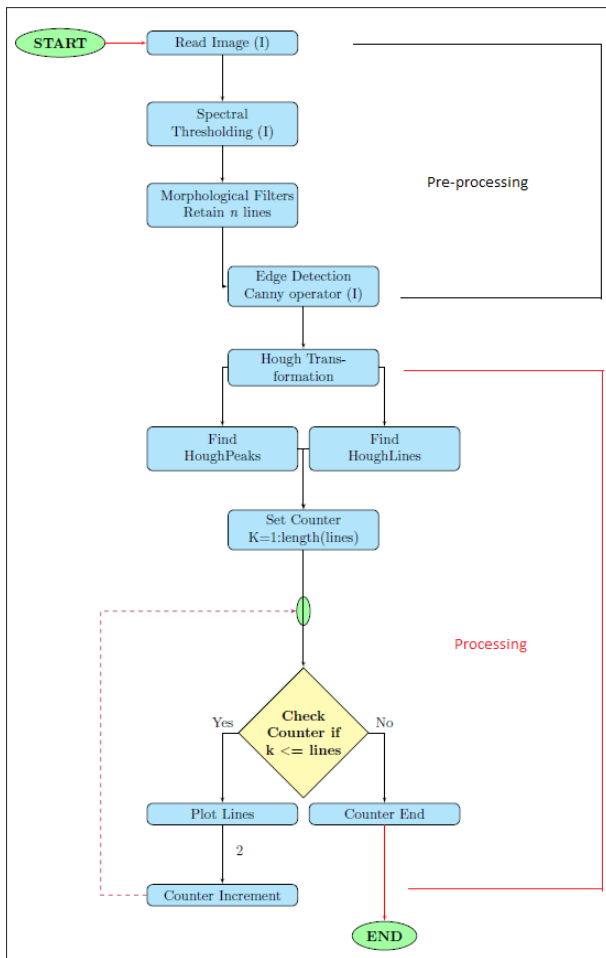 START
Read Image (I)
Spectral
Thresholding (I)
Pre-processing
Morphological Filters
Retain n lines
Edge Detection
Canny operator (I)
Hough Trans-
formation
Find
HoughPeaks
Find
HoughLines
Set Counter
K=1:length(lines)
Processing
Check
Counter if
k <= lines
Yes
No
Plot Lines
Counter End
2
Counter Increment
END